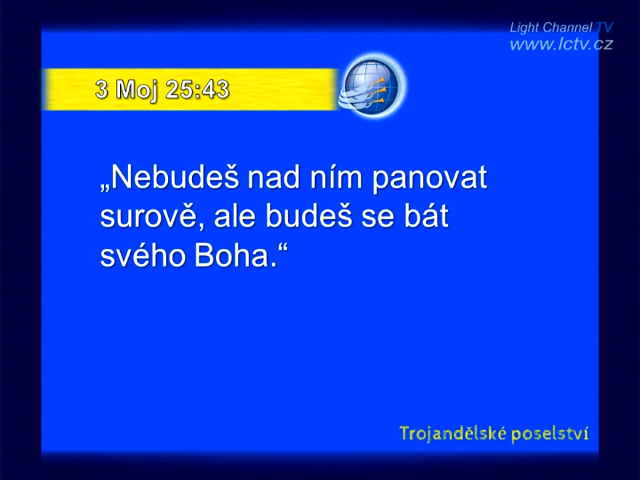 Light Channel TV
www.lctv.cz
3 Moj 25:43
„Nebudeš nad ním panovat
surově, ale budeš se bát
svého Boha.“
Trojandělské poselství